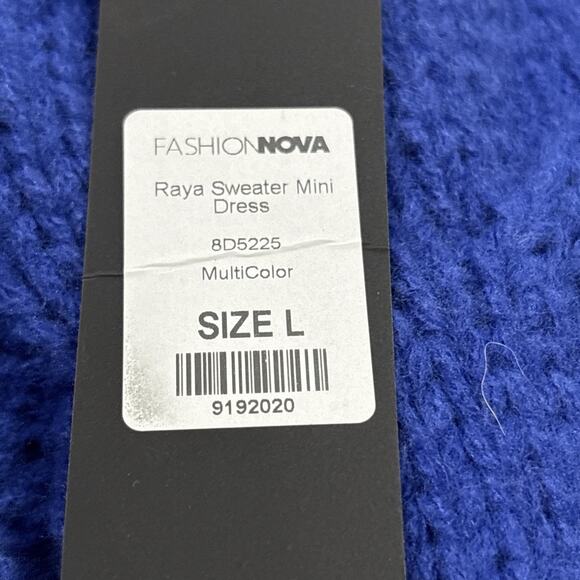 FASHIONNOVA
Raya Sweater Mini
Dress
8D5225
MultiColor
SIZE L
9192020